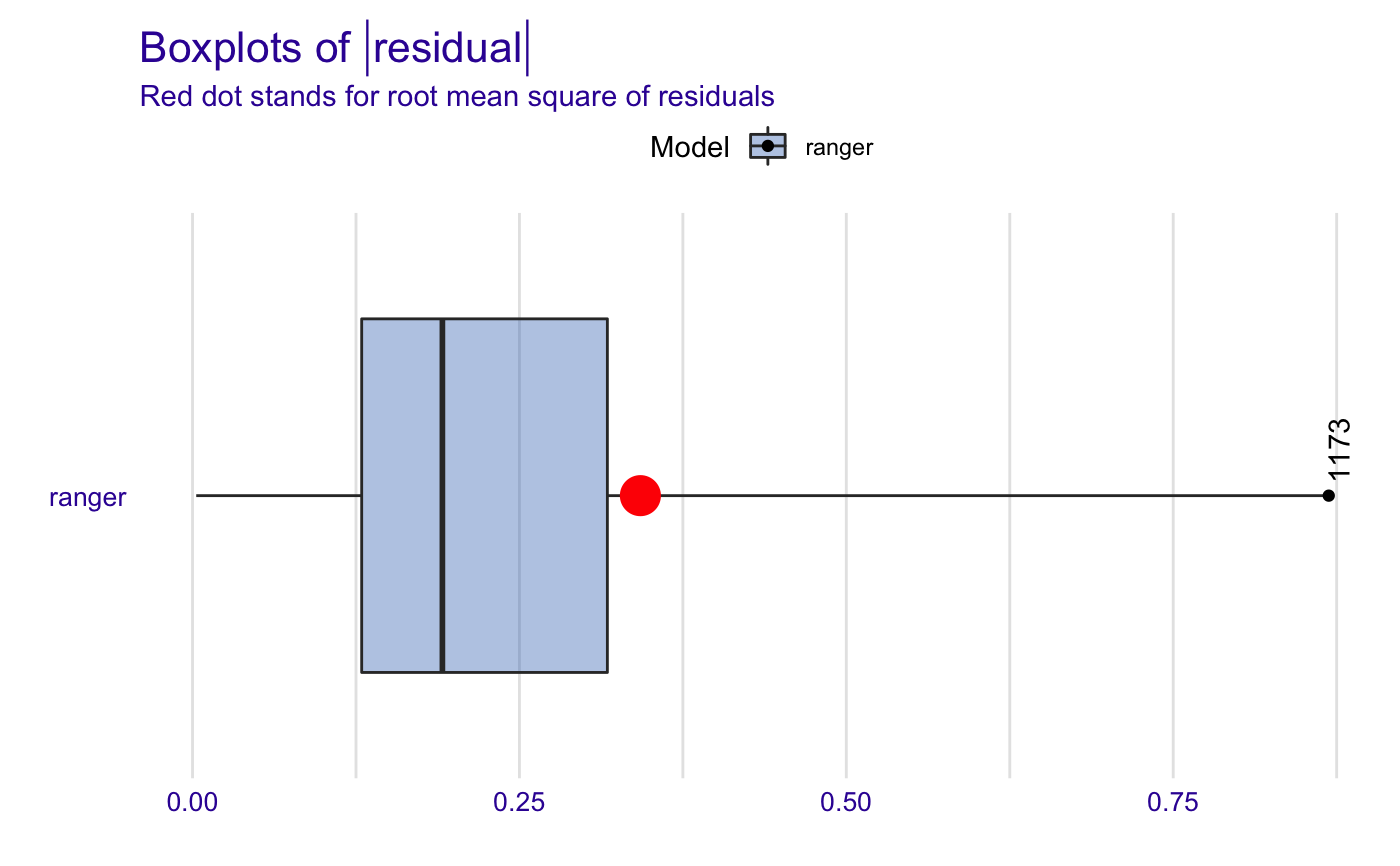 Boxplots of |residual|
Red dot stands for root mean square of residuals
Model ranger
1173
ranger
0.00 0.25 0.50 0.75